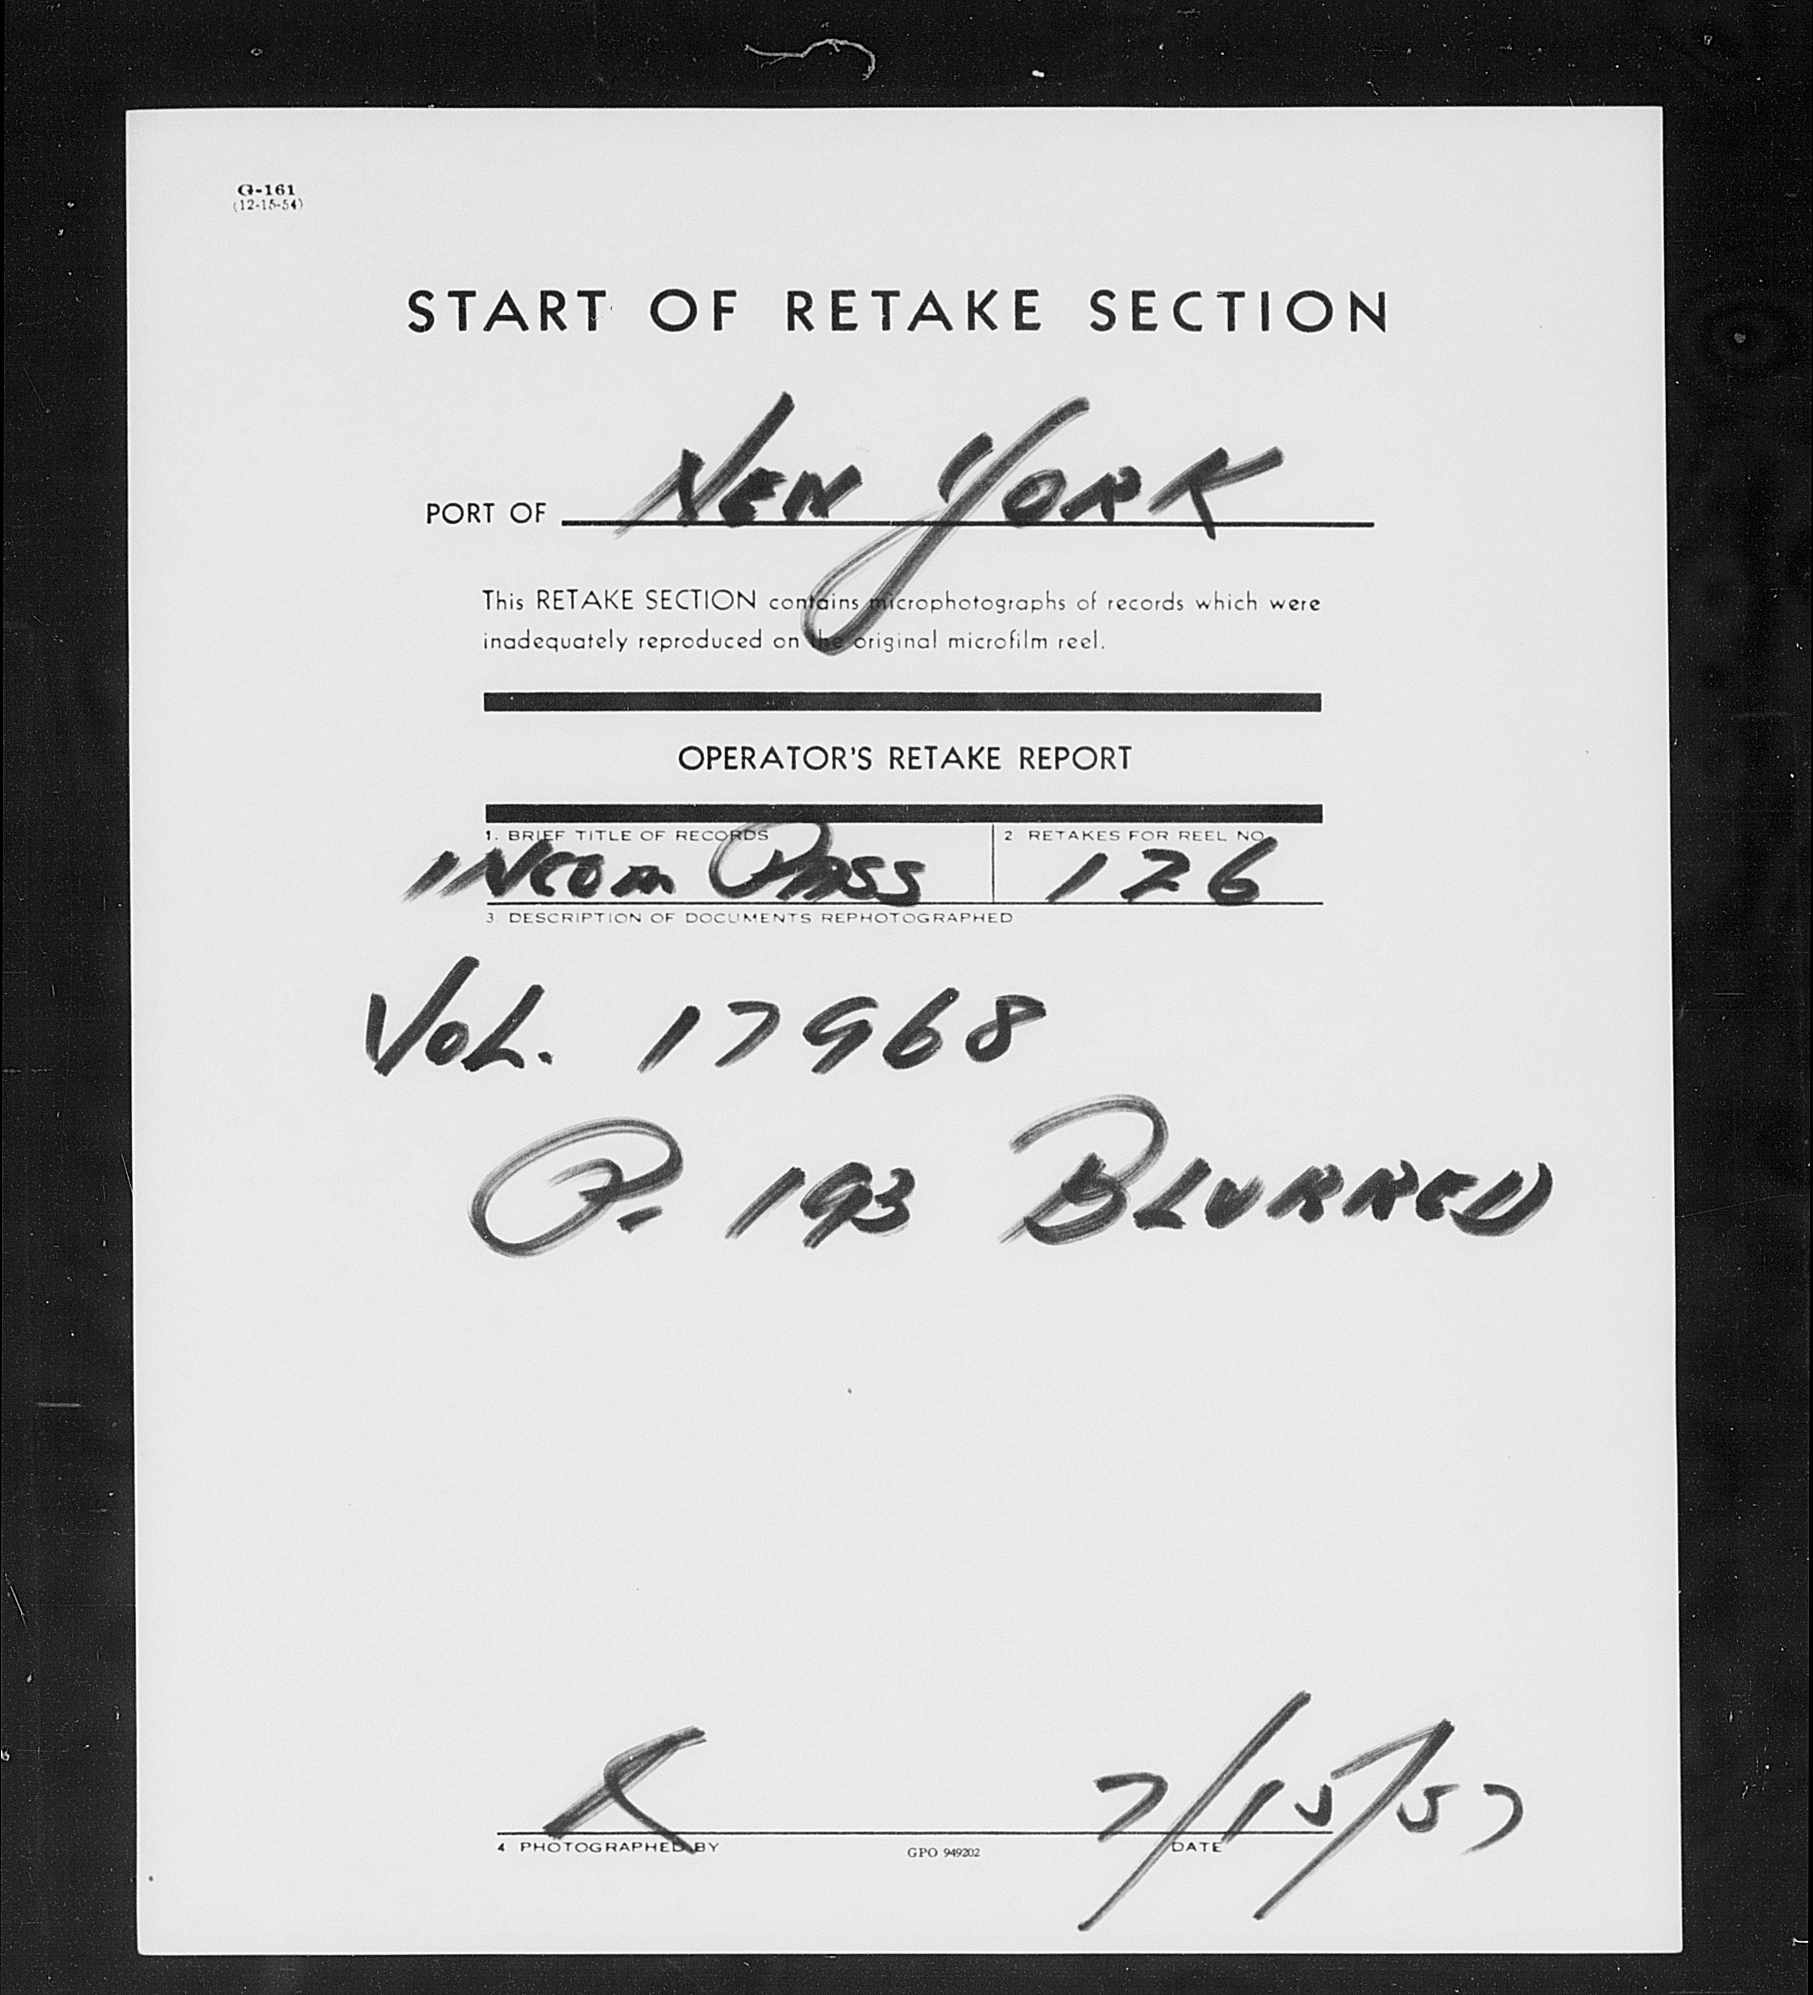 G-161
(12-15-54)
START OF RETAKE SECTION
PORT OF NEW YORK
This RETAKE SECTION contains microphotographs of records which were
inadequately reproduced on the original microfilm reel.
OPERATOR'S RETAKE REPORT
1. BRIEF TITLE OF RECORDS 2 RETAKES FOR REEL NO.
INCOM PASS 126
3 DESCRIPTION OF DOCUMENTS REPHOTOGRAPHED
VOL. 17968
P. 193 BLURRED
7/15/57
4 PHOTOGRAPHED BY GPO 949202 DATE